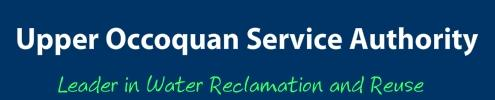 Upper Occoquan Service Authority
Leader in Water Reclamation and Reuse